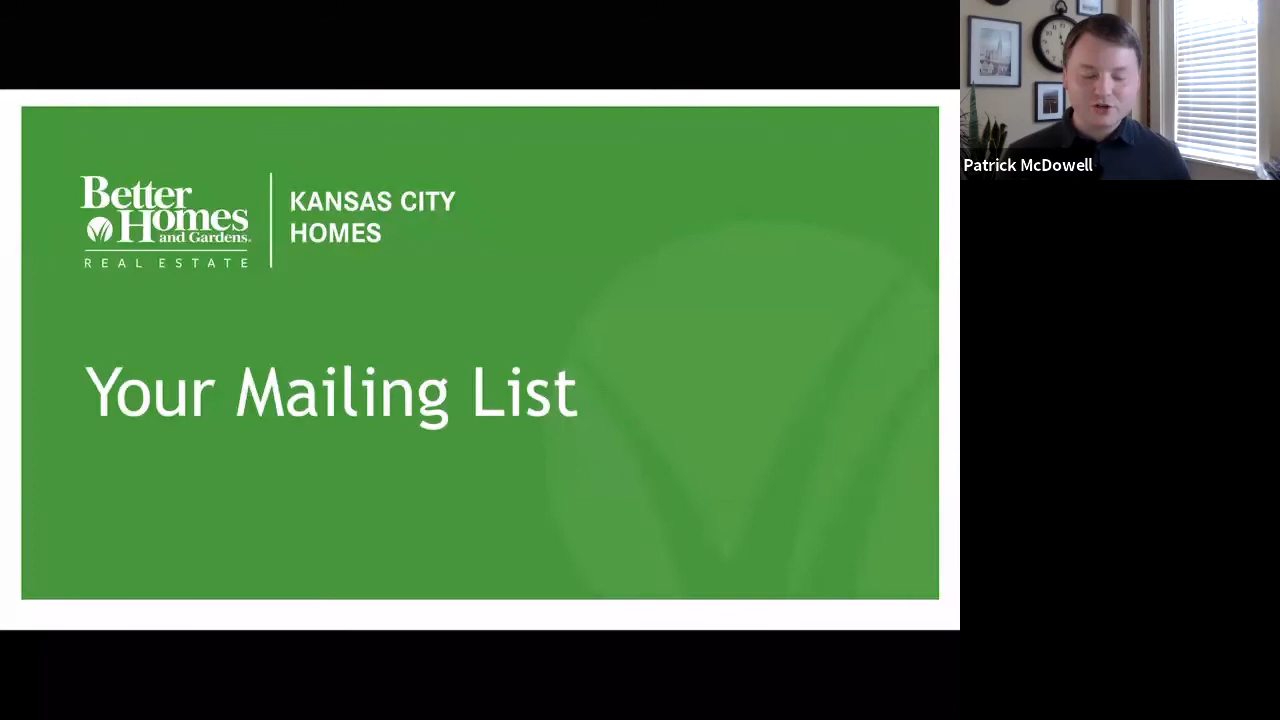 Better
Homes
and Gardens.
REAL ESTATE
KANSAS CITY
HOMES
Your Mailing List
Patrick McDowell